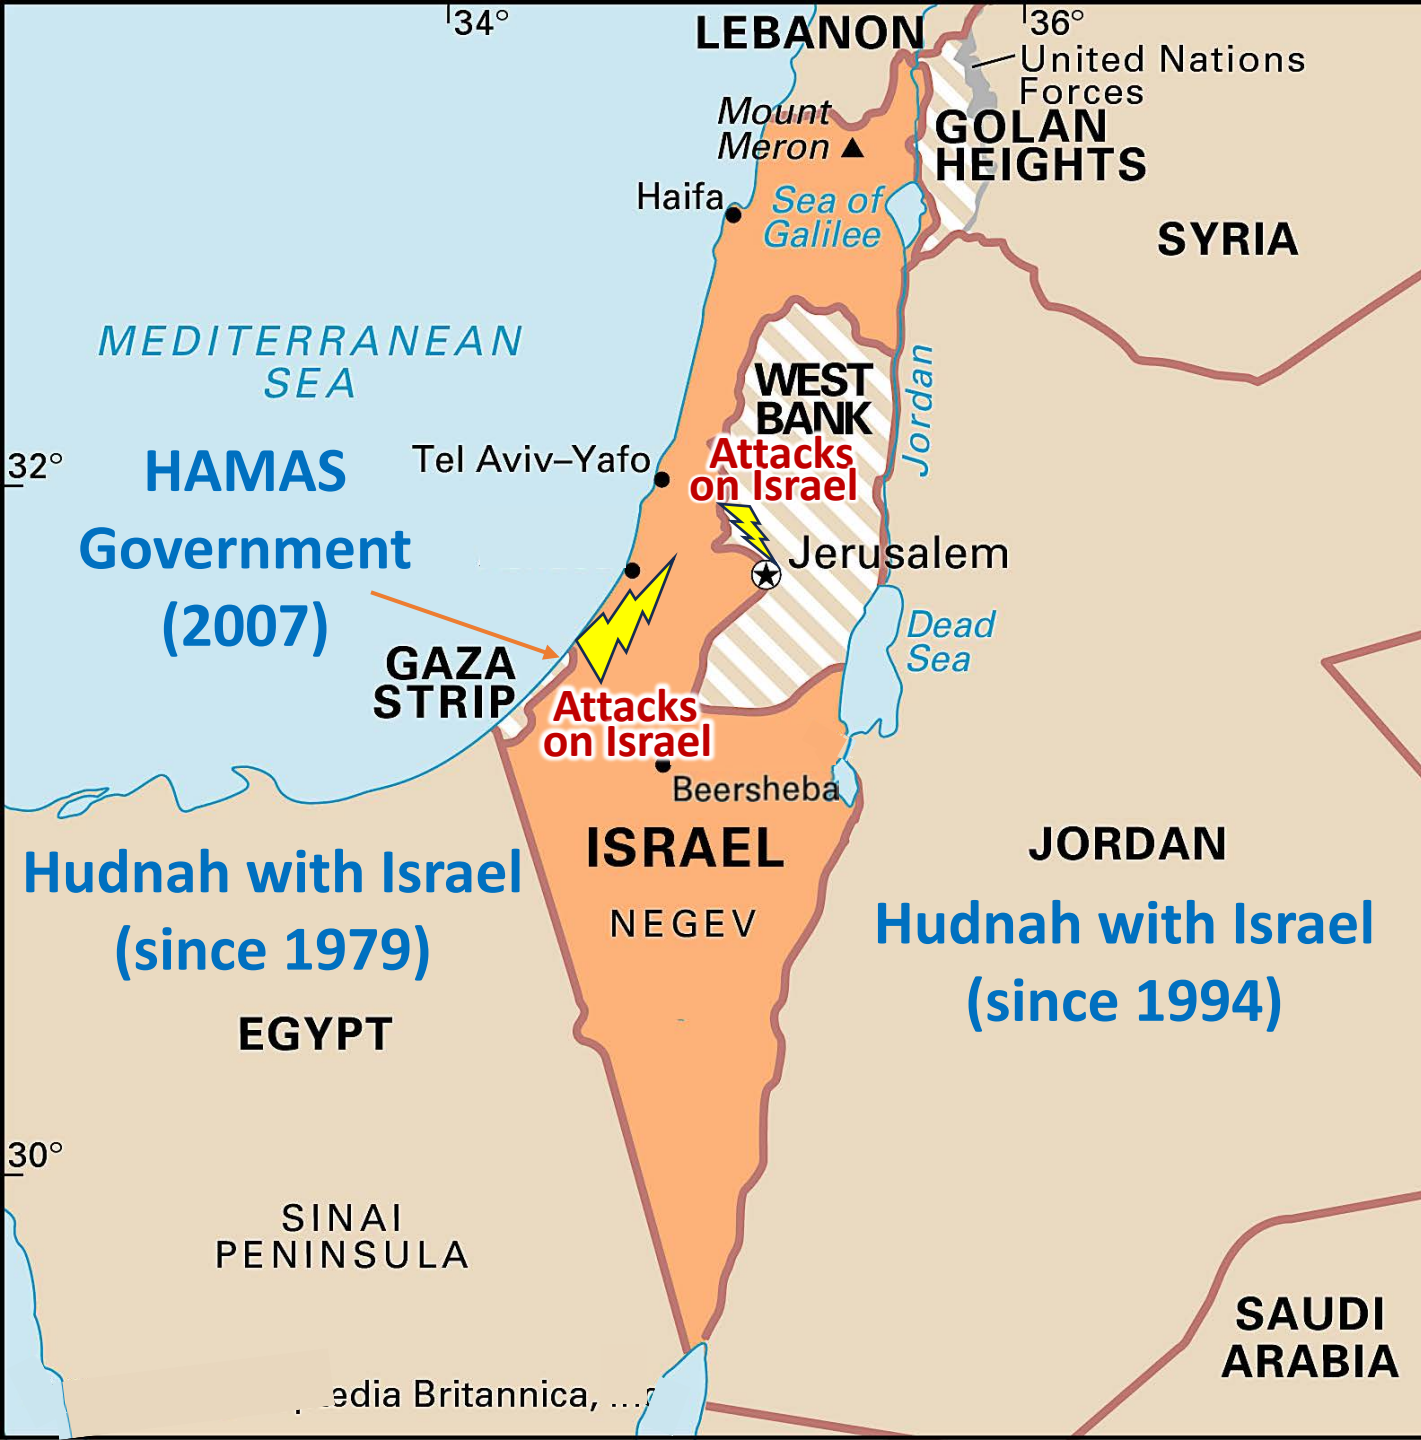 34°
LEBANON
36°
United Nations
Forces
Mount
Meron
GOLAN
HEIGHTS
Haifa
Sea of
Galilee
SYRIA
MEDITERRANEAN
SEA
WEST
BANK
Jordan
32°
HAMAS
Government
(2007)
Tel Aviv–Yafo
Attacks
on Israel
Jerusalem
Dead
Sea
GAZA
STRIP
Attacks
on Israel
Beersheba
ISRAEL
NEGEV
JORDAN
Hudnah with Israel
(since 1979)
Hudnah with Israel
(since 1994)
EGYPT
30°
SINAI
PENINSULA
SAUDI
ARABIA
Britannica,